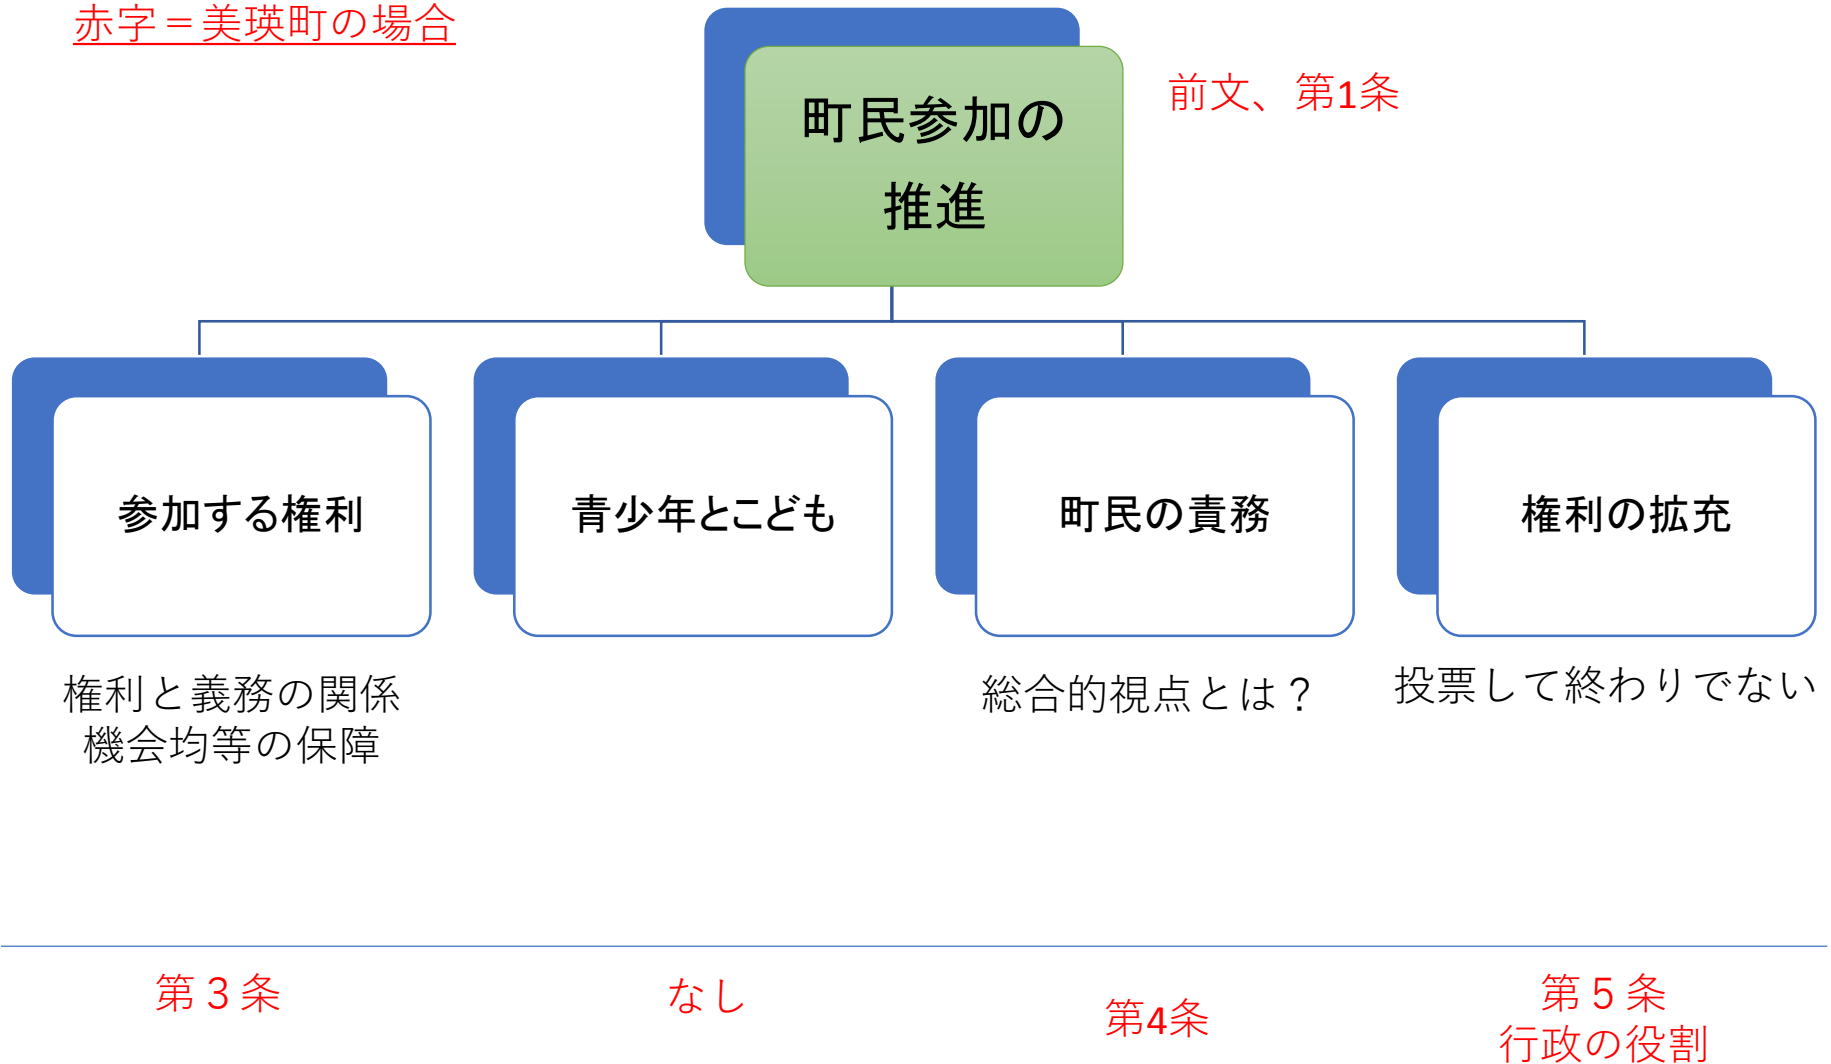 赤字＝美瑛町の場合
町民参加の
推進
前文、第1条
参加する権利
青少年とこども
町民の責務
権利の拡充
権利と義務の関係
機会均等の保障
総合的視点とは？
投票して終わりでない
第３条
なし
第4条
第５条
行政の役割